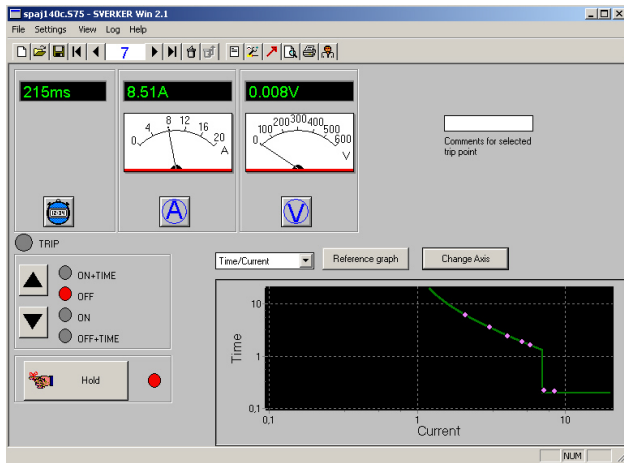 spaj140c.S75 - SVERKER Win 2.1
File Settings View Log Help
7
215ms
8.51A
0.008V
0 4 8 12 16 20
A
0 100 200 300 400 500 600
V
12:34
A
V
Comments for selected
trip point
TRIP
ON+TIME
OFF
ON
OFF+TIME
Hold
Time/Current
Reference graph
Change Axis
Time
10
1
0,1
0,1
1
10
Current
NUM